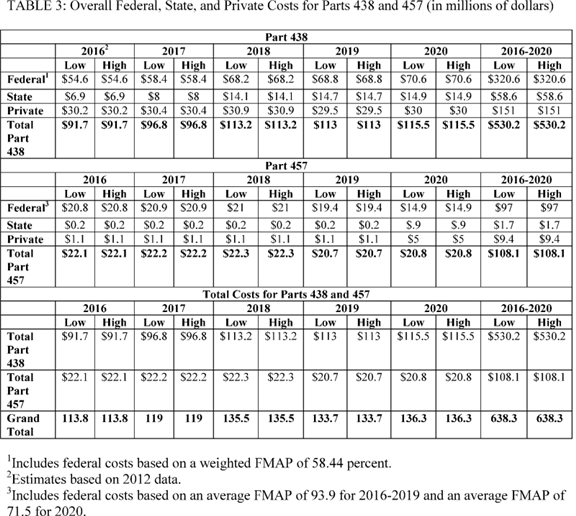 TABLE 3: Overall Federal, State, and Private Costs for Parts 438 and 457 (in millions of dollars)
Part 438
2016² 2017 2018 2019 2020 2016-2020
Low High Low High Low High Low High Low High Low High
Federal¹ $54.6 $54.6 $58.4 $58.4 $68.2 $68.2 $68.8 $68.8 $70.6 $70.6 $320.6 $320.6
State $6.9 $6.9 $8 $8 $14.1 $14.1 $14.7 $14.7 $14.9 $14.9 $58.6 $58.6
Private $30.2 $30.2 $30.4 $30.4 $30.9 $30.9 $29.5 $29.5 $30 $30 $151 $151
Total $91.7 $91.7 $96.8 $96.8 $113.2 $113.2 $113 $113 $115.5 $115.5 $530.2 $530.2
Part
438
Part 457
2016 2017 2018 2019 2020 2016-2020
Low High Low High Low High Low High Low High Low High
Federal³ $20.8 $20.8 $20.9 $20.9 $21 $21 $19.4 $19.4 $14.9 $14.9 $97 $97
State $0.2 $0.2 $0.2 $0.2 $0.2 $0.2 $0.2 $0.2 $.9 $.9 $1.7 $1.7
Private $1.1 $1.1 $1.1 $1.1 $1.1 $1.1 $1.1 $1.1 $5 $5 $9.4 $9.4
Total $22.1 $22.1 $22.2 $22.2 $22.3 $22.3 $20.7 $20.7 $20.8 $20.8 $108.1 $108.1
Part
457
Total Costs for Parts 438 and 457
2016 2017 2018 2019 2020 2016-2020
Low High Low High Low High Low High Low High Low High
Total $91.7 $91.7 $96.8 $96.8 $113.2 $113.2 $113 $113 $115.5 $115.5 $530.2 $530.2
Part
438
Total $22.1 $22.1 $22.2 $22.2 $22.3 $22.3 $20.7 $20.7 $20.8 $20.8 $108.1 $108.1
Part
457
Grand 113.8 113.8 119 119 135.5 135.5 133.7 133.7 136.3 136.3 638.3 638.3
Total
¹Includes federal costs based on a weighted FMAP of 58.44 percent.
²Estimates based on 2012 data.
³Includes federal costs based on an average FMAP of 93.9 for 2016-2019 and an average FMAP of
71.5 for 2020.